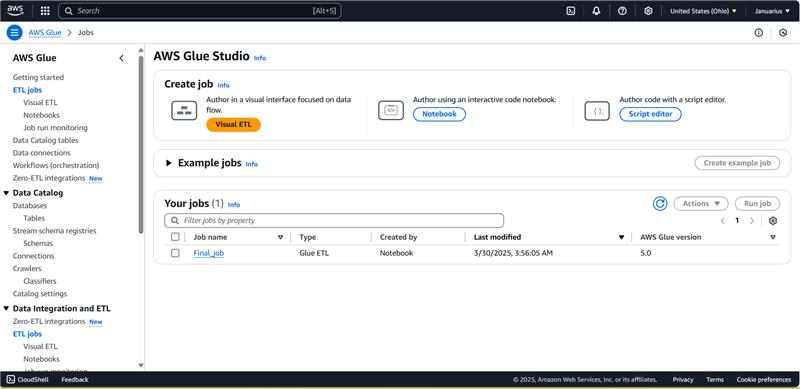 aws
Search
[Alt+S]
United States (Ohio) ▼
Januarius ▼
AWS Glue > Jobs
AWS Glue
Getting started
ETL jobs
Visual ETL
Notebooks
Job run monitoring
Data Catalog tables
Data connections
Workflows (orchestration)
Zero-ETL integrations New
Data Catalog
Databases
Tables
Stream schema registries
Schemas
Connections
Crawlers
Classifiers
Catalog settings
Data Integration and ETL
Zero-ETL integrations New
ETL jobs
Visual ETL
Notebooks
Job run monitoring
AWS Glue Studio Info
Create job Info
Author in a visual interface focused on data
flow.
Visual ETL
Author using an interactive code notebook.
Notebook
Author code with a script editor.
Script editor
Example jobs Info
Create example job
Your jobs (1) Info
Actions ▼
Run job
Filter jobs by property
1
Job name
Type
Created by
Last modified
AWS Glue version
Final_job
Glue ETL
Notebook
3/30/2025, 3:56:05 AM
5.0
CloudShell
Feedback
© 2025, Amazon Web Services, Inc. or its affiliates.
Privacy
Terms
Cookie preferences